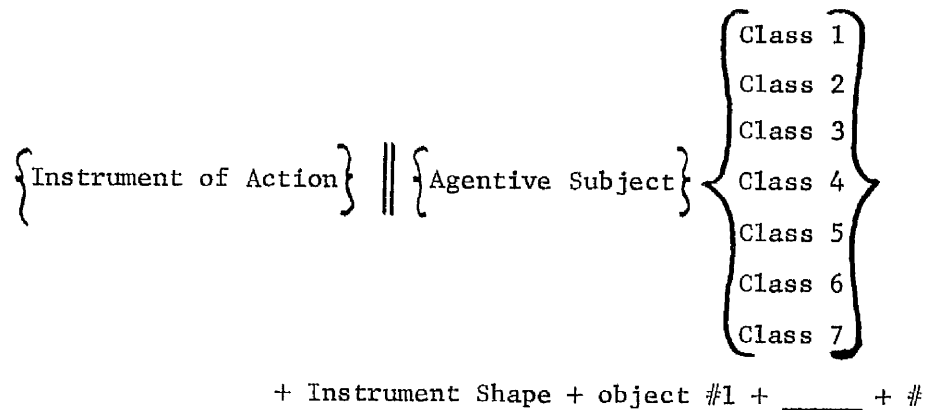 Class 1
Class 2
Class 3
{Instrument of Action} || {Agentive Subject} Class 4
Class 5
Class 6
Class 7
+ Instrument Shape + object #1 + ______ + #